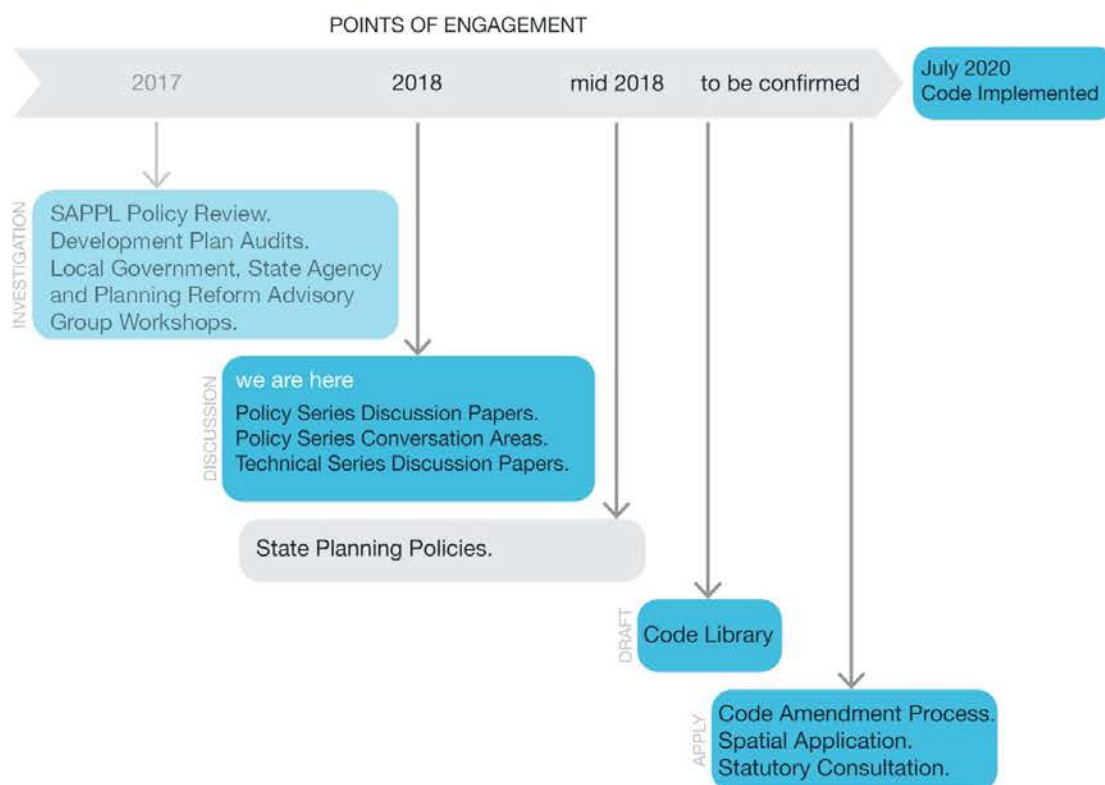 POINTS OF ENGAGEMENT
2017
2018
mid 2018
to be confirmed
July 2020
Code Implemented
INVESTIGATION
SAPPL Policy Review.
Development Plan Audits.
Local Government, State Agency
and Planning Reform Advisory
Group Workshops.
DISCUSSION
we are here
Policy Series Discussion Papers.
Policy Series Conversation Areas.
Technical Series Discussion Papers.
State Planning Policies.
DRAFT
Code Library
APPLY
Code Amendment Process.
Spatial Application.
Statutory Consultation.